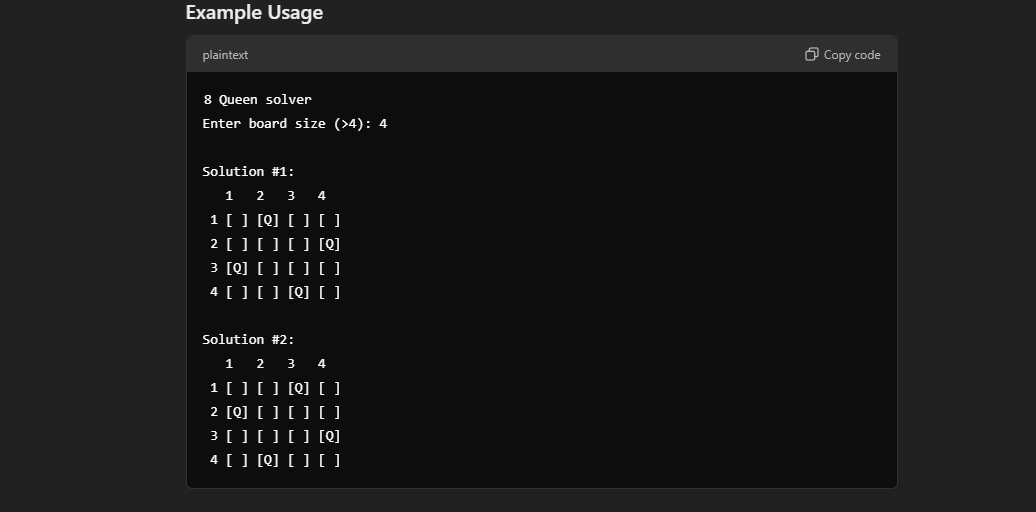 Example Usage
plaintext
Copy code
8 Queen solver
Enter board size (>4): 4
Solution #1:
   1   2   3   4
 1 [ ] [Q] [ ] [ ]
 2 [ ] [ ] [ ] [Q]
 3 [Q] [ ] [ ] [ ]
 4 [ ] [ ] [Q] [ ]
Solution #2:
   1   2   3   4
 1 [ ] [ ] [Q] [ ]
 2 [Q] [ ] [ ] [ ]
 3 [ ] [ ] [ ] [Q]
 4 [ ] [Q] [ ] [ ]